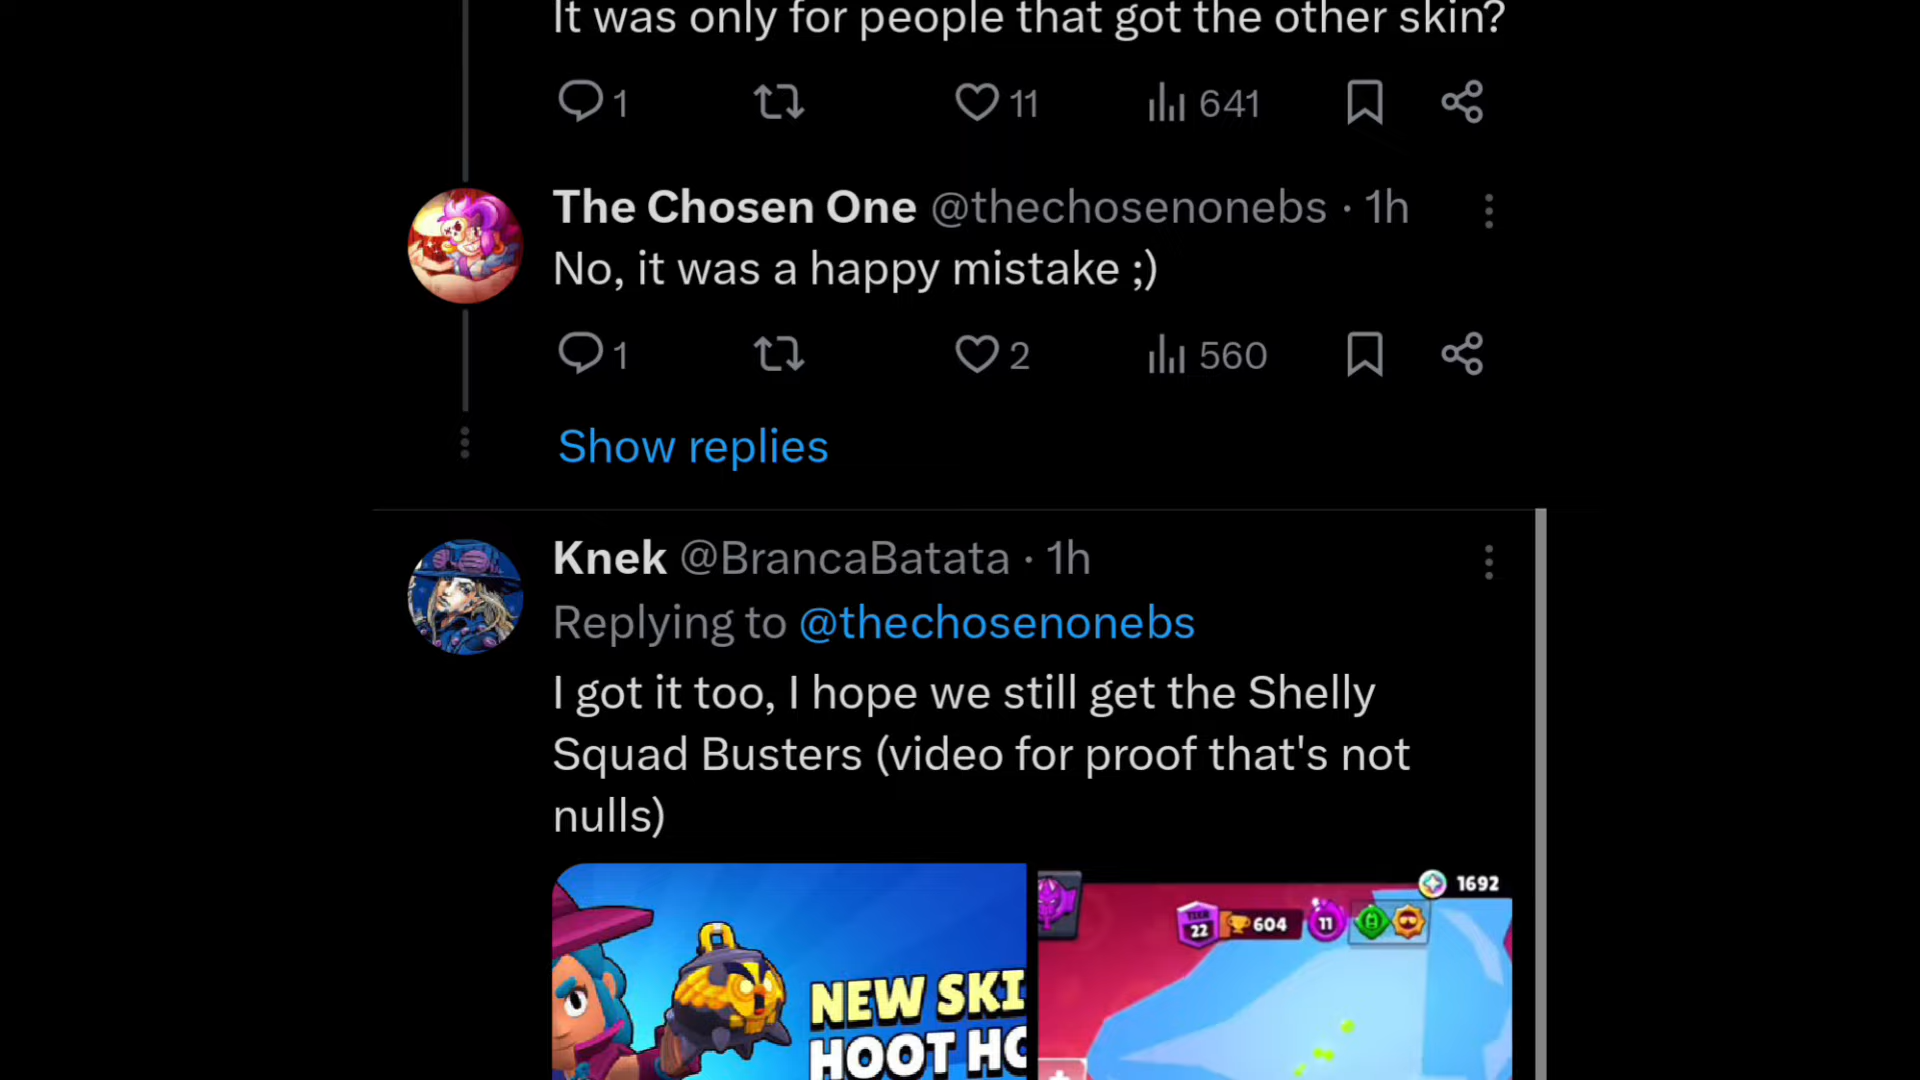 It was only for people that got the other skin?
1 11 641
The Chosen One @thechosenonebs · 1h
No, it was a happy mistake ;)
1 2 560
Show replies
Knek @BrancaBatata · 1h
Replying to @thechosenonebs
I got it too, I hope we still get the Shelly
Squad Busters (video for proof that's not
nulls)
1692
TIER
22 604 11
NEW SKI
HOOT HO